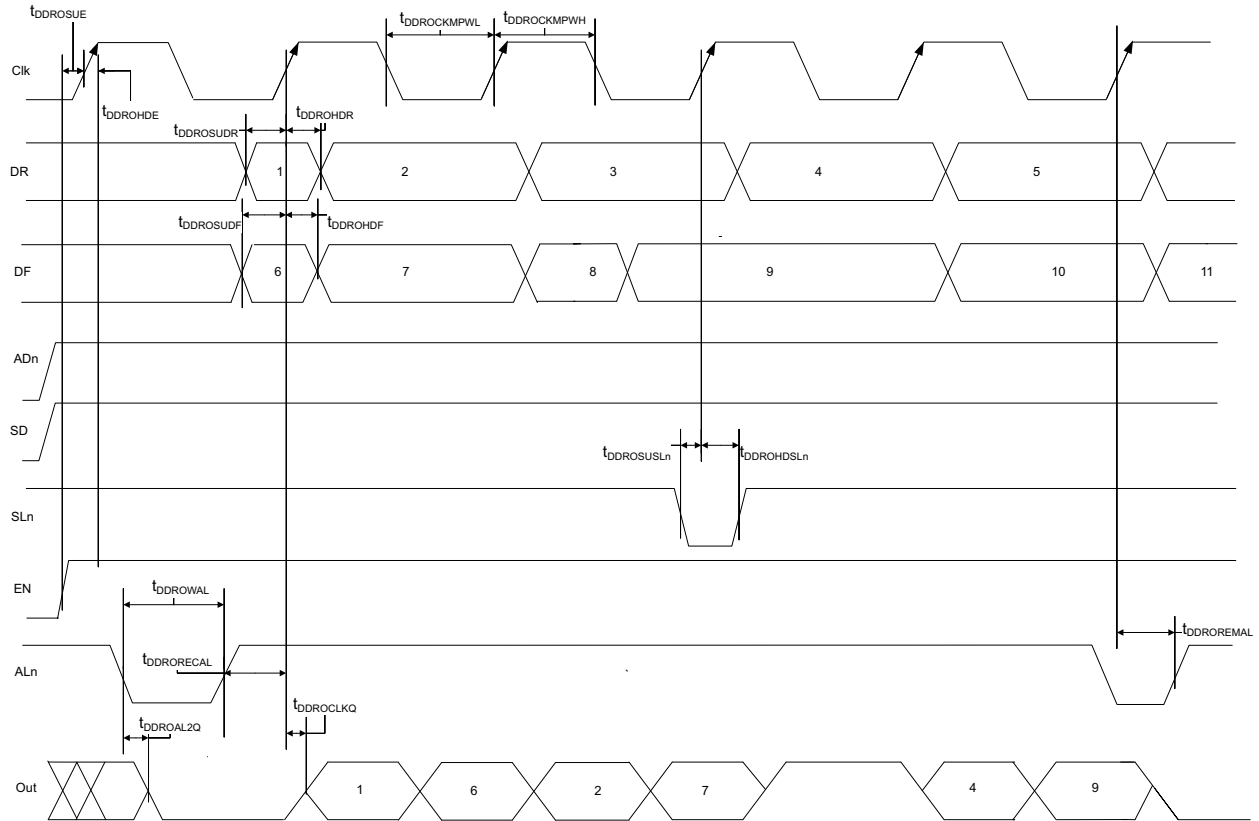 tDDROSUE
tDDROCKMPWL
tDDROCKMPWH
Clk
tDDROHDE
tDDROSUDR
tDDROHDR
DR
1
2
3
4
5
tDDROSUDF
tDDROHDF
DF
6
7
8
9
10
11
ADn
SD
tDDROSUSLn
tDDROHDSLn
SLn
EN
tDDROWAL
tDDROREMAL
tDDRORECAL
ALn
tDDROAL2Q
tDDROCLKQ
Out
1
6
2
7
4
9